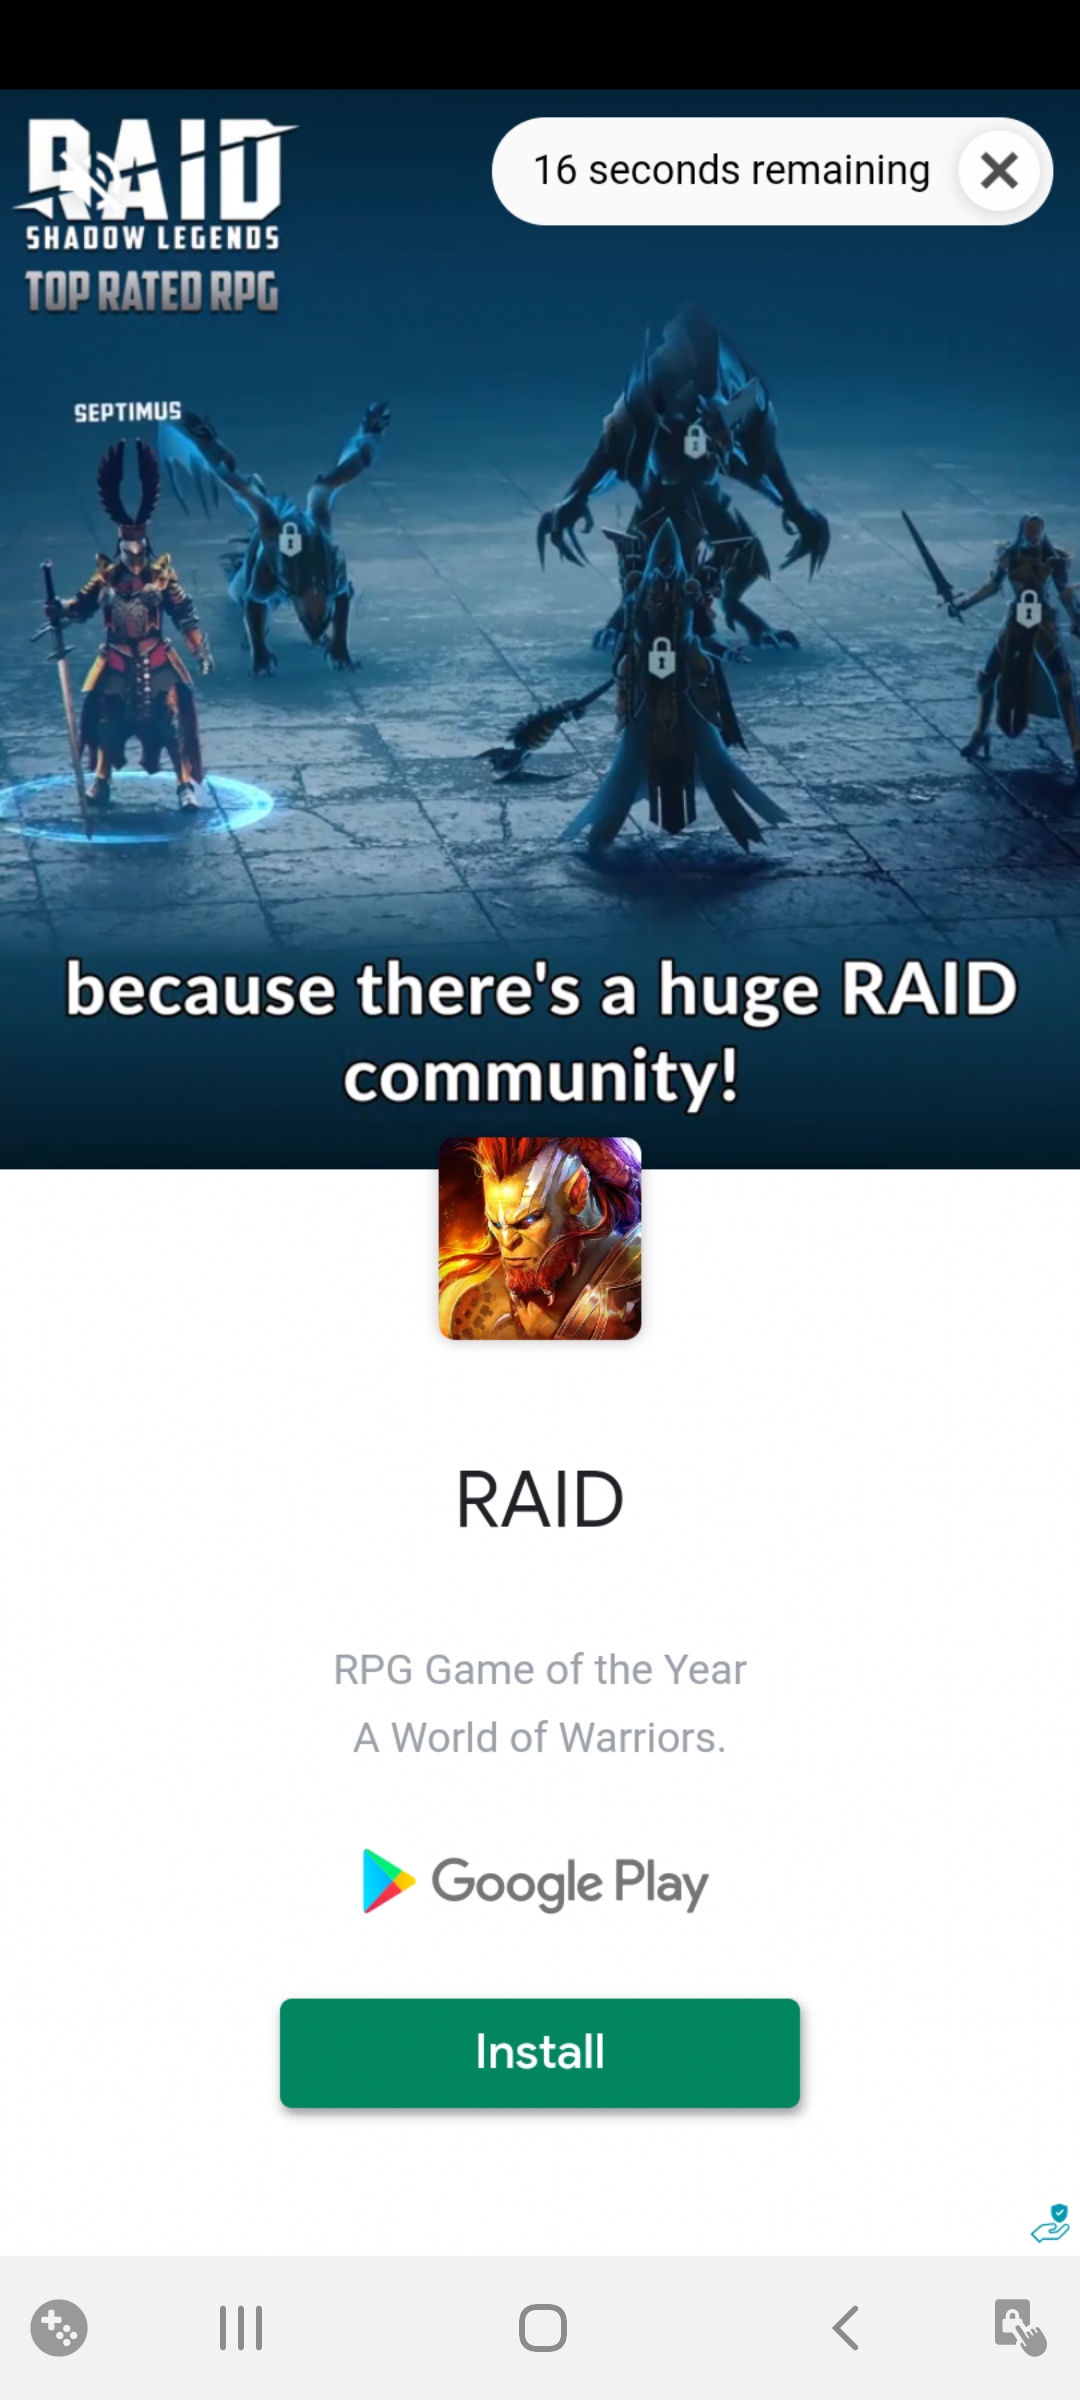 RAID
SHADOW LEGENDS
TOP RATED RPG
16 seconds remaining
SEPTIMUS
because there's a huge RAID
community!
RAID
RPG Game of the Year
A World of Warriors.
Google Play
Install